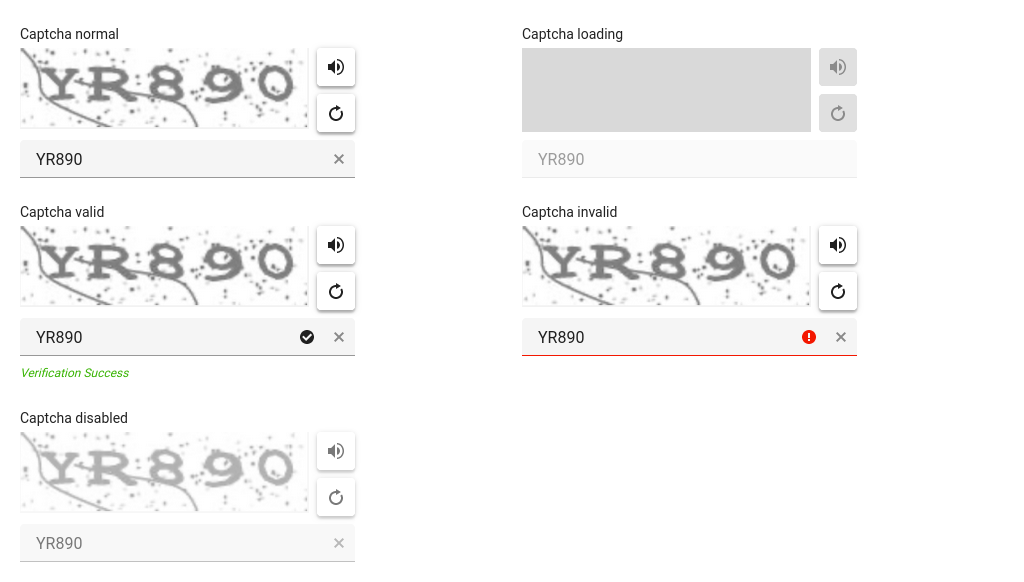 Captcha normal
YR890
YR890
Captcha loading
YR890
Captcha valid
YR890
YR890
Verification Success
Captcha invalid
YR890
YR890
Captcha disabled
YR890
YR890